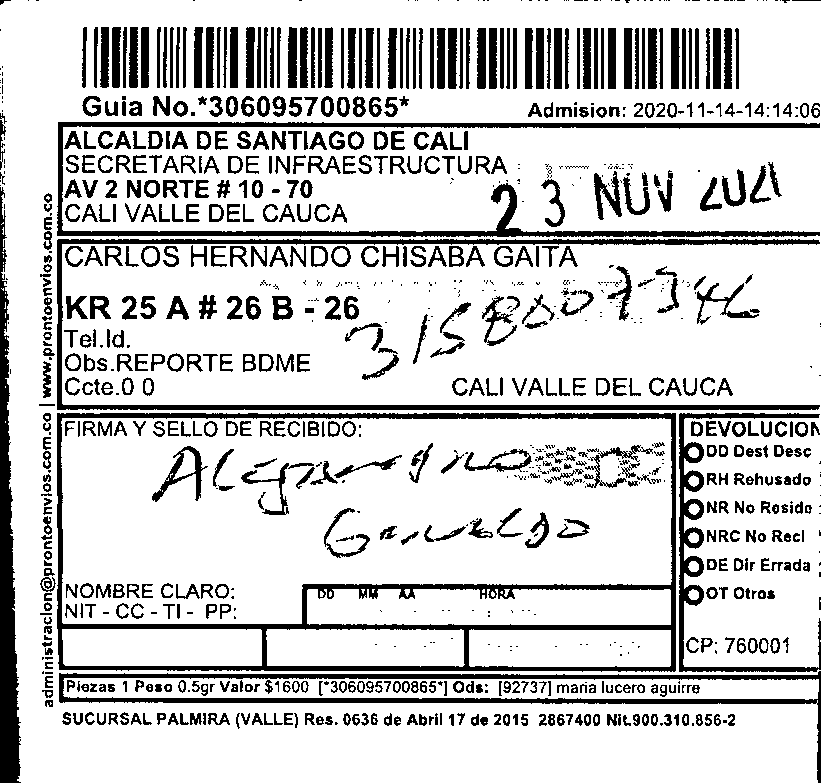 Guia No.*306095700865*
Admision: 2020-11-14-14:14:06
ALCALDIA DE SANTIAGO DE CALI
SECRETARIA DE INFRAESTRUCTURA
AV 2 NORTE # 10 - 70
CALI VALLE DEL CAUCA
23 NOV
CARLOS HERNANDO CHISABA GAITA
KR 25 A # 26 B - 26
3158007346
Tel.Id.
Obs.REPORTE BDME
Ccte.0 0
CALI VALLE DEL CAUCA
FIRMA Y SELLO DE RECIBIDO:
NOMBRE CLARO:
NIT - CC - TI - PP:
DD MM AA HORA
DEVOLUCION
DD Dest Desc
RH Rehusado
NR No Reside
NRC No Recl
DE Dir Errada
OT Otros
CP: 760001
Piezas 1 Peso 0.5gr Valor $1600 [*306095700865*] Ods: [92737] maria lucero aguirre
SUCURSAL PALMIRA (VALLE) Res. 0636 de Abril 17 de 2015 2867400 Nit.900.310.856-2
administracion@prontoenvios.com.co | www.prontoenvios.com.co